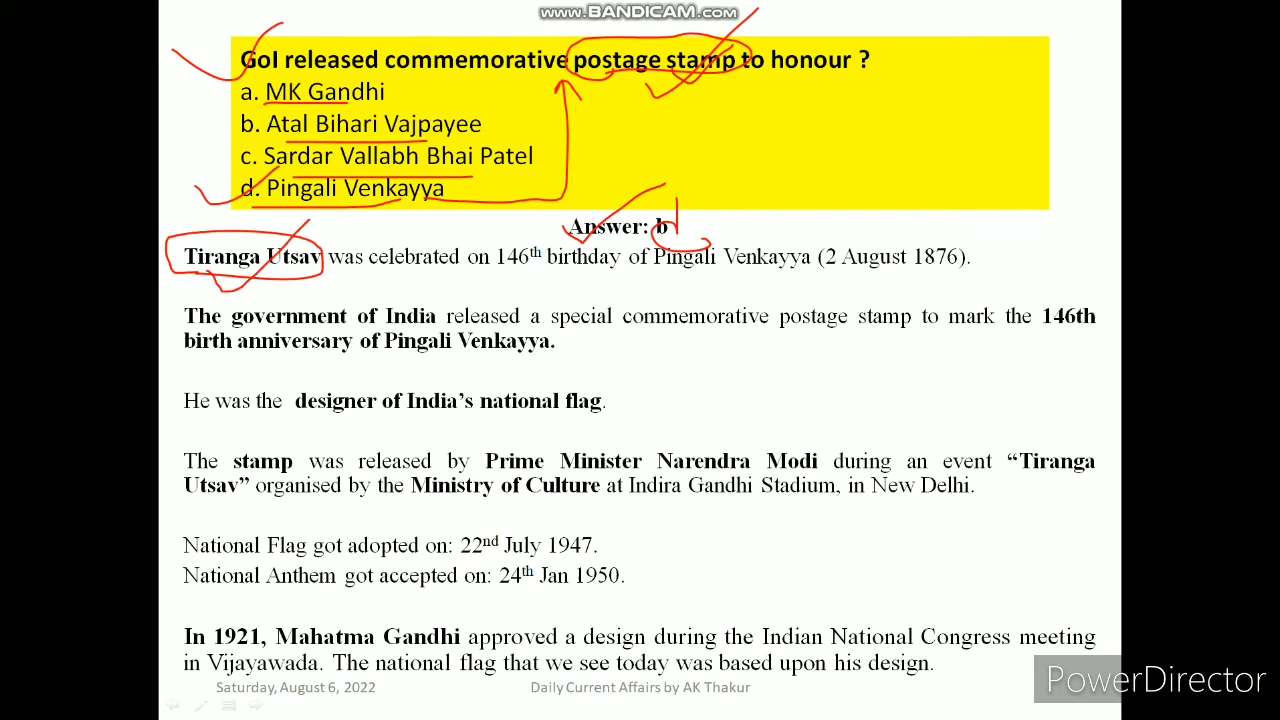 www.BANDICAM.com
GoI released commemorative postage stamp to honour ?
a. MK Gandhi
b. Atal Bihari Vajpayee
c. Sardar Vallabh Bhai Patel
d. Pingali Venkayya
Answer: b d
Tiranga Utsav was celebrated on 146th birthday of Pingali Venkayya (2 August 1876).
The government of India released a special commemorative postage stamp to mark the 146th
birth anniversary of Pingali Venkayya.
He was the designer of India's national flag.
The stamp was released by Prime Minister Narendra Modi during an event “Tiranga
Utsav” organised by the Ministry of Culture at Indira Gandhi Stadium, in New Delhi.
National Flag got adopted on: 22nd July 1947.
National Anthem got accepted on: 24th Jan 1950.
In 1921, Mahatma Gandhi approved a design during the Indian National Congress meeting
in Vijayawada. The national flag that we see today was based upon his design.
Saturday, August 6, 2022
Daily Current Affairs by AK Thakur
PowerDirector